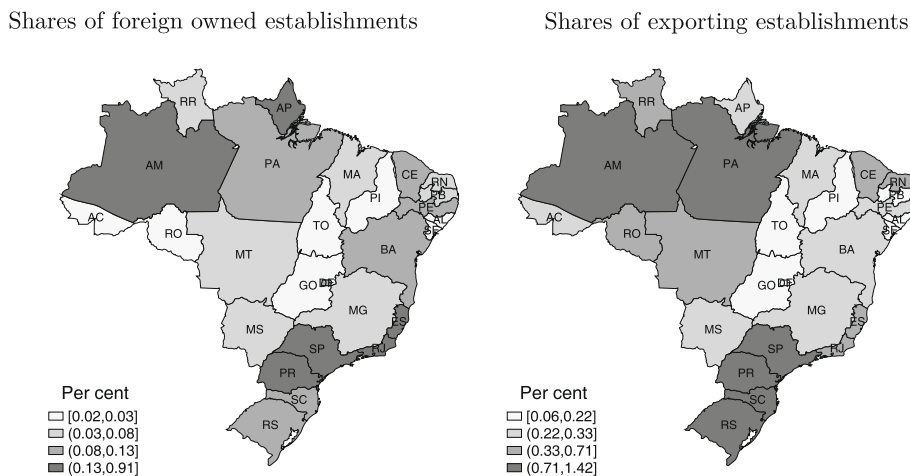 Shares of foreign owned establishments
RR
AP
AM
PA
MA
CE
RN
PB
PE
AL
SE
PI
AC
RO
TO
BA
MT
GO
DF
MG
ES
MS
SP
RJ
PR
SC
RS
Per cent
[0.02,0.03]
(0.03,0.08]
(0.08,0.13]
(0.13,0.91]
Shares of exporting establishments
RR
AP
AM
PA
MA
CE
RN
PB
PE
AL
SE
PI
AC
RO
TO
BA
MT
GO
DF
MG
ES
MS
SP
RJ
PR
SC
RS
Per cent
[0.06,0.22]
(0.22,0.33]
(0.33,0.71]
(0.71,1.42]